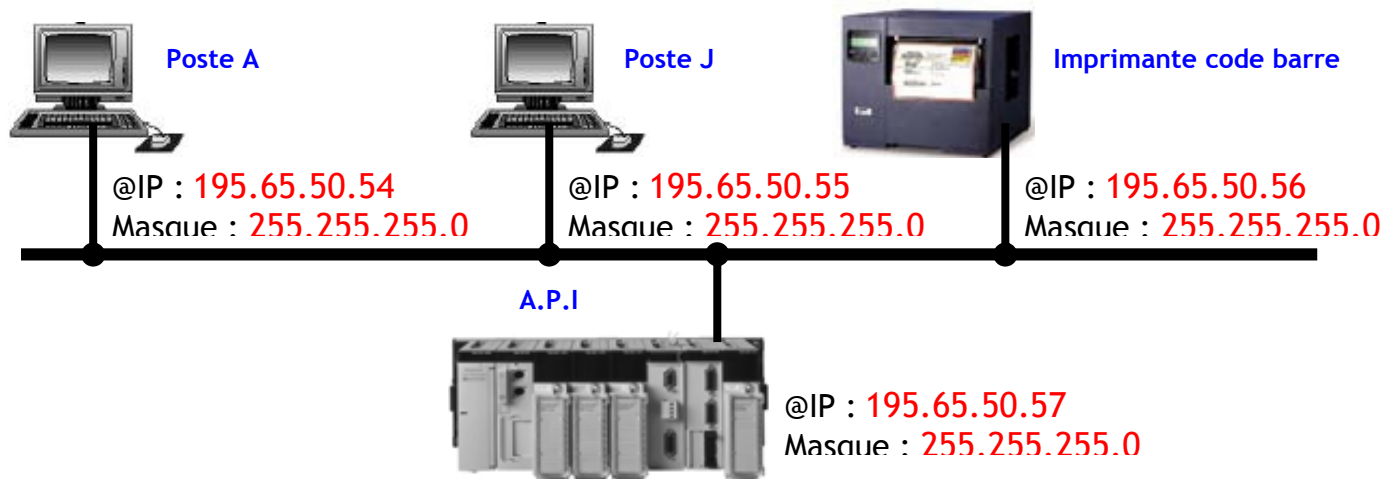 Poste A
Poste J
Imprimante code barre
@IP : 195.65.50.54
Masque : 255.255.255.0
@IP : 195.65.50.55
Masque : 255.255.255.0
@IP : 195.65.50.56
Masque : 255.255.255.0
A.P.I
@IP : 195.65.50.57
Masque : 255.255.255.0